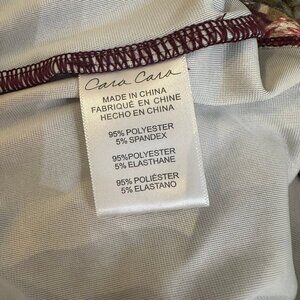 Cara Cara
MADE IN CHINA
FABRIQUÉ EN CHINE
HECHO EN CHINA
95% POLYESTER
5% SPANDEX
95%POLYESTER
5% ELASTHANE
95% POLIÉSTER
5% ELASTANO